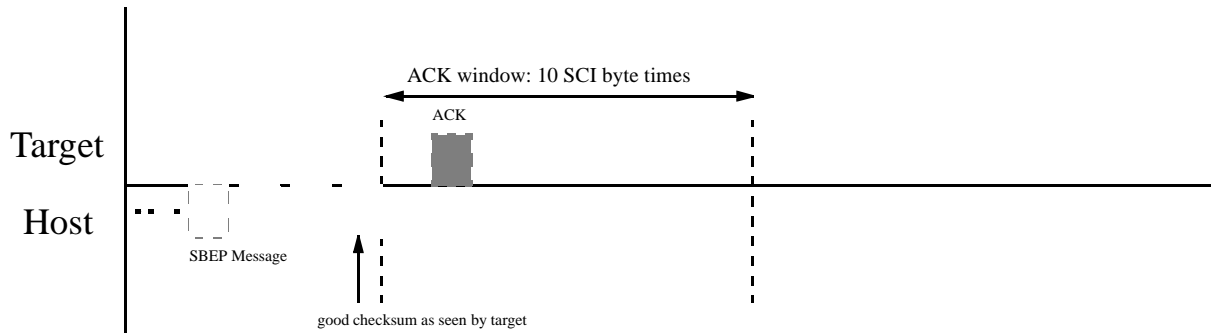 ACK window: 10 SCI byte times
ACK
Target
Host
SBEP Message
good checksum as seen by target